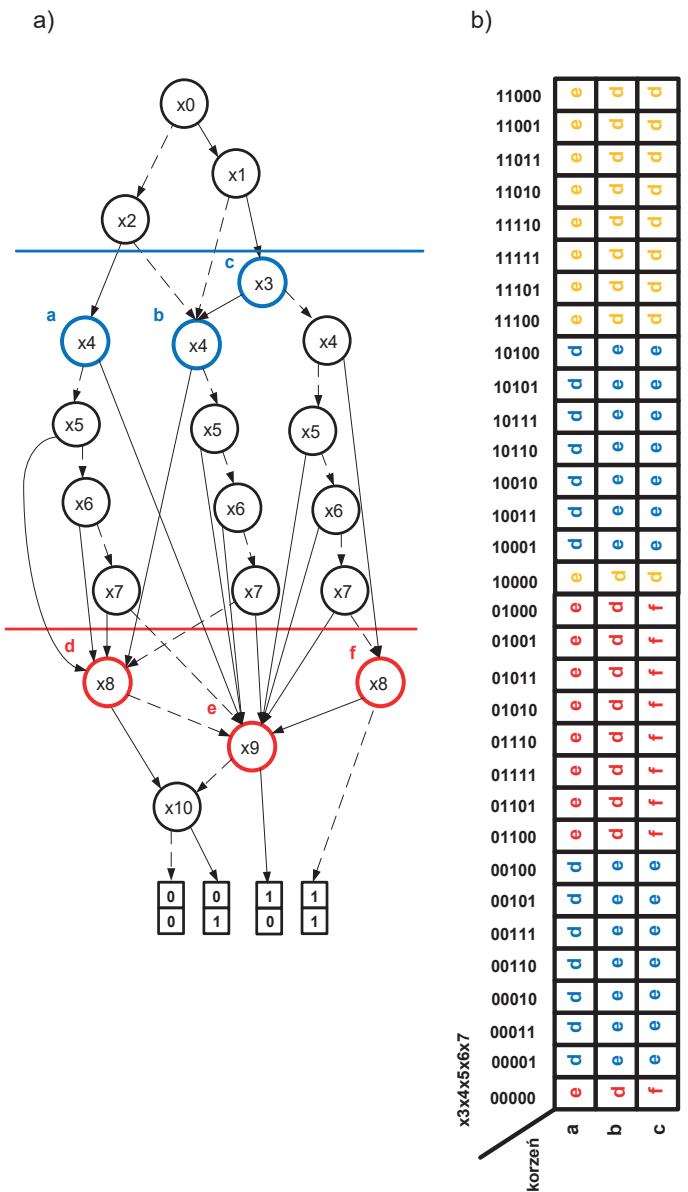 a)
b)
x0
x1
x2
c
x3
a
b
x4
x4
x4
x5
x5
x5
x6
x6
x6
x7
x7
x7
d
f
x8
x8
e
x9
x10
0 0 1 1
0 1 0 1
11000 e d d
11001 e d d
11011 e d d
11010 e d d
11110 e d d
11111 e d d
11101 e d d
11100 e d d
10100 d e e
10101 d e e
10111 d e e
10110 d e e
10010 d e e
10011 d e e
10001 d e e
10000 e d d
01000 e d f
01001 e d f
01011 e d f
01010 e d f
01110 e d f
01111 e d f
01101 e d f
01100 e d f
00100 d e e
00101 d e e
00111 d e e
00110 d e e
00010 d e e
00011 d e e
00001 d e e
00000 e d f
x3x4x5x6x7
korzeń
a b c